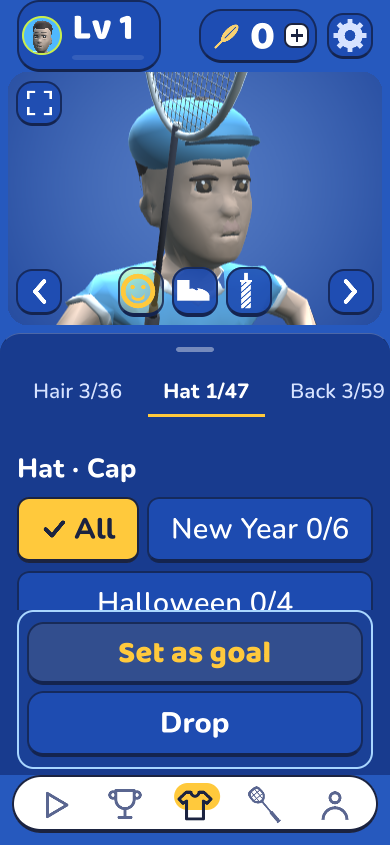 Lv 1
0
Hair 3/36
Hat 1/47
Back 3/59
Hat · Cap
All
New Year 0/6
Halloween 0/4
Set as goal
Drop